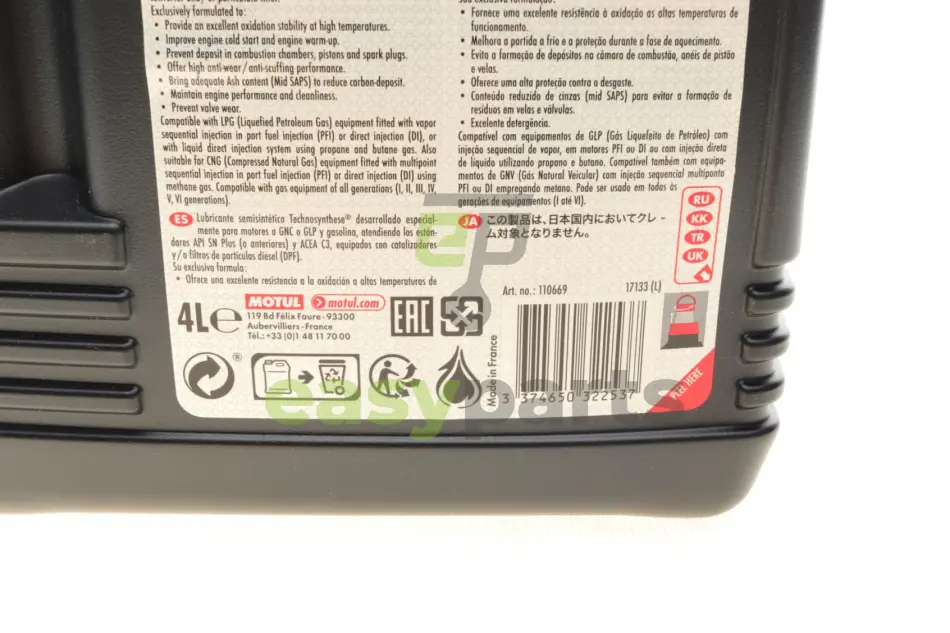 Exclusively formulated to:
• Provide an excellent oxidation stability at high temperatures.
• Improve engine cold start and engine warm-up.
• Prevent deposit in combustion chambers, pistons and spark plugs.
• Offer high anti-wear/anti-scuffing performance.
• Bring adequate Ash content (Mid SAPS) to reduce carbon-deposit.
• Maintain engine performance and cleanliness.
• Prevent valve wear.
Compatible with LPG (Liquefied Petroleum Gas) equipment fitted with vapor
sequential injection in port fuel injection (PFI) or direct injection (DI), or
with liquid direct injection system using propane and butane gas. Also
suitable for CNG (Compressed Natural Gas) equipment fitted with multipoint
sequential injection in port fuel injection (PFI) or direct injection (DI) using
methane gas. Compatible with gas equipment of all generations (I, II, III, IV,
V, VI generations).
ES Lubricante semisintético Technosynthese® desarrollado especial-
mente para motores a GNC o GLP y gasolina, atendiendo los están-
dares API SN Plus (o anteriores) y ACEA C3, equipados con catalizadores
y/o filtros de partículas diesel (DPF).
Su exclusiva formula:
• Ofrece una excelente resistancia a la oxidación a altas temperaturas de
• Fornece uma excelente resistência à oxidação as altas temperaturas de
funcionamento.
• Melhora a partida a frio e a proteção durante a fase de aquecimento.
• Evita a formação de depósitos na câmara de combustão, anéis de pistão
e velas.
• Oferece uma alta proteção contra o desgaste.
• Conteúdo reduzido de cinzas (mid SAPS) para evitar a formação de
resíduos em velas e válvulas.
• Excelente detergência.
Compatível com equipamentos de GLP (Gás Liquefeito de Petróleo) com
injeção sequencial de vapor, em motores PFI ou DI ou com injeção direta
de líquido utilizando propano e butano. Compatível também com equipa-
mentos de GNV (Gás Natural Veicular) com injeção sequencial multiponto
PFI ou DI empregando metano. Pode ser usado em todas as
gerações de equipamentos (I até VI).
JA この製品は、日本国内においてクレー
ム対象となりません。
RU
KK
TR
UK
Art. no.: 110669
17133 (L)
4L℮
MOTUL motul.com
119 Bd Félix Faure - 93300
Aubervilliers - France
Tél.: +33 (0)1 48 11 70 00
EAC
®
Made in France
3 374650 322537
PEEL HERE
ep
easyparts